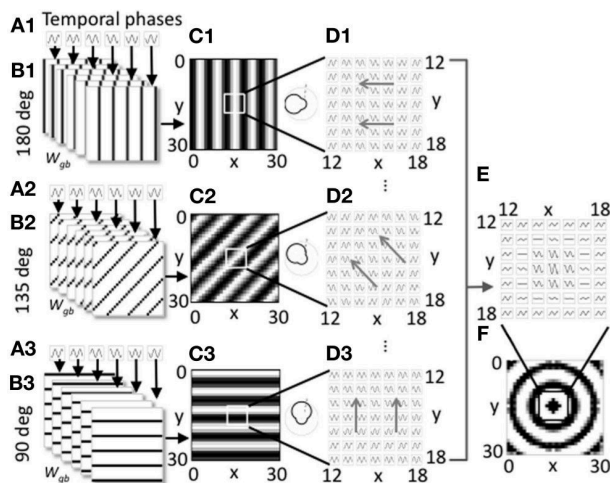 Temporal phases
A1 C1 D1
B1 0 12
180 deg y y
30 18
W_gb 0 x 30 12 x 18
...
A2 C2 D2 E
B2 0 12 12 x 18
135 deg y y 12
30 18 y
W_gb 0 x 30 12 x 18 18
...
A3 C3 D3 F
B3 0 12 0
90 deg y y y
30 18 30
W_gb 0 x 30 12 x 18 0 x 30